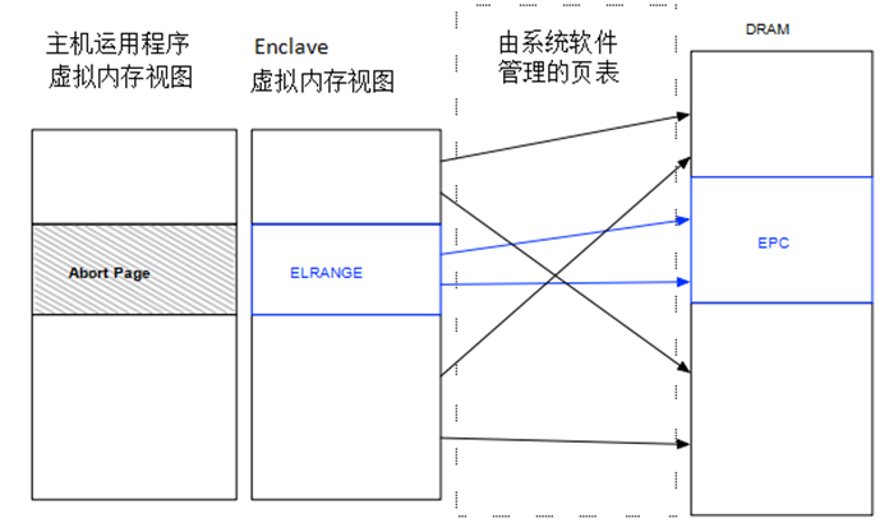 主机运用程序
虚拟内存视图
Enclave
虚拟内存视图
由系统软件
管理的页表
DRAM
Abort Page
ELRANGE
EPC